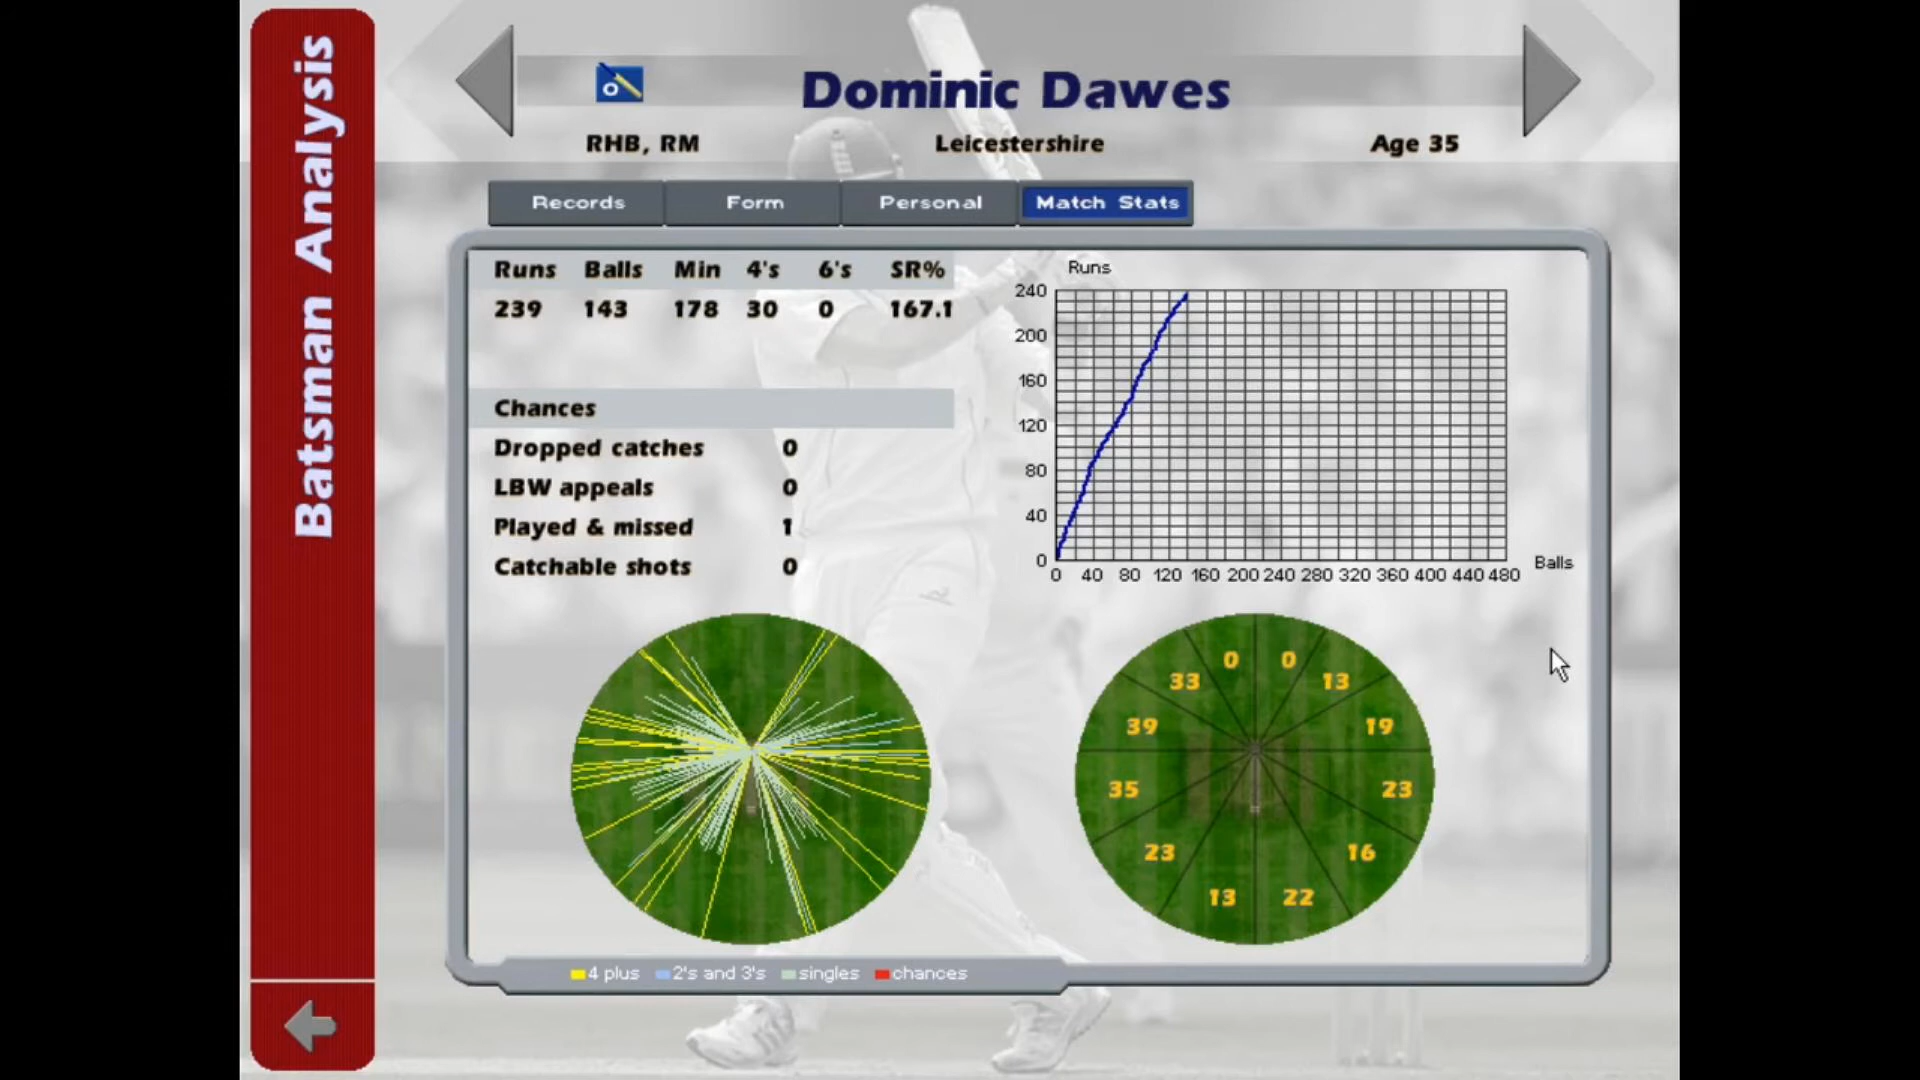 Batsman Analysis
Dominic Dawes
RHB, RM Leicestershire Age 35
Records Form Personal Match Stats
Runs Balls Min 4's 6's SR%
239 143 178 30 0 167.1
Chances
Dropped catches 0
LBW appeals 0
Played & missed 1
Catchable shots 0
Runs
240
200
160
120
80
40
0
0 40 80 120 160 200 240 280 320 360 400 440 480
Balls
0 0
33 13
39 19
35 23
23 16
13 22
4 plus 2's and 3's singles chances